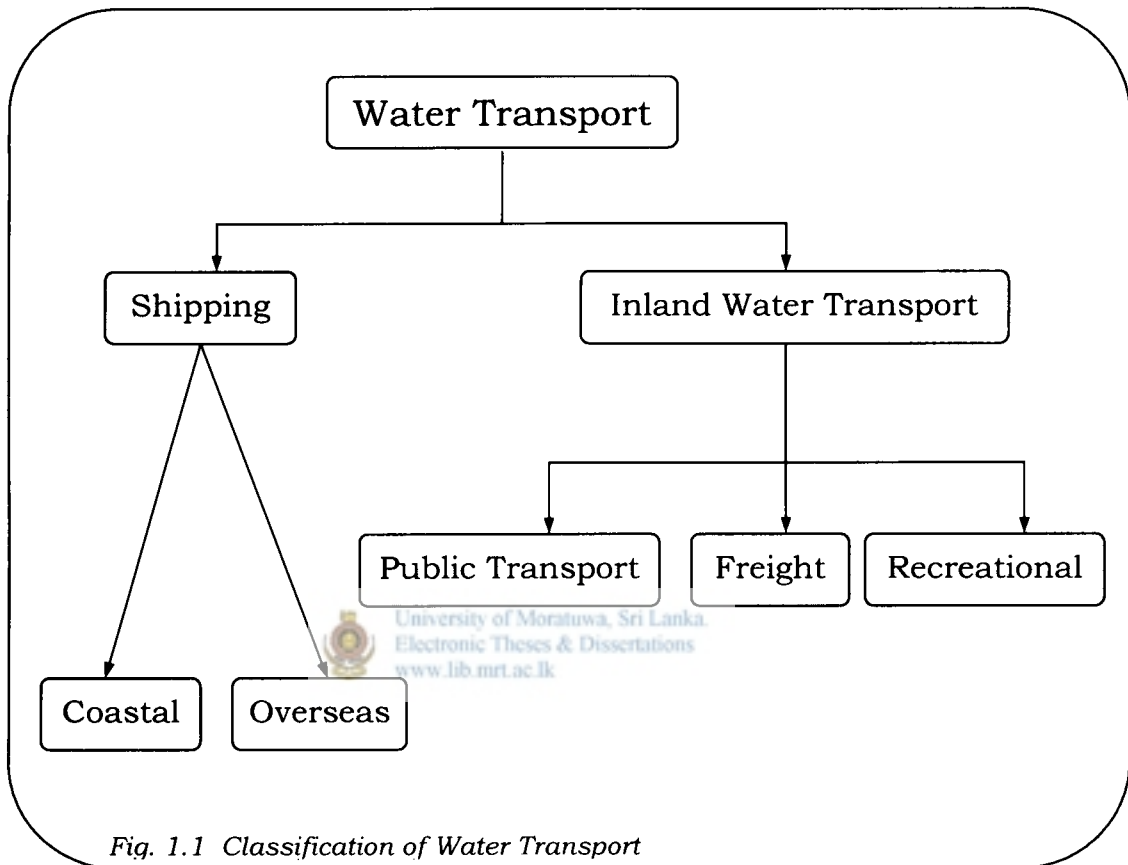 Water Transport
Shipping
Inland Water Transport
Public Transport
Freight
Recreational
University of Moratuwa, Sri Lanka.
Electronic Theses & Dissertations
www.lib.mrt.ac.lk
Coastal
Overseas
Fig. 1.1 Classification of Water Transport